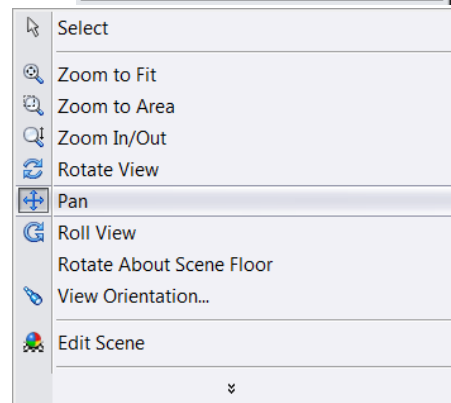 Select
Zoom to Fit
Zoom to Area
Zoom In/Out
Rotate View
Pan
Roll View
Rotate About Scene Floor
View Orientation...
Edit Scene